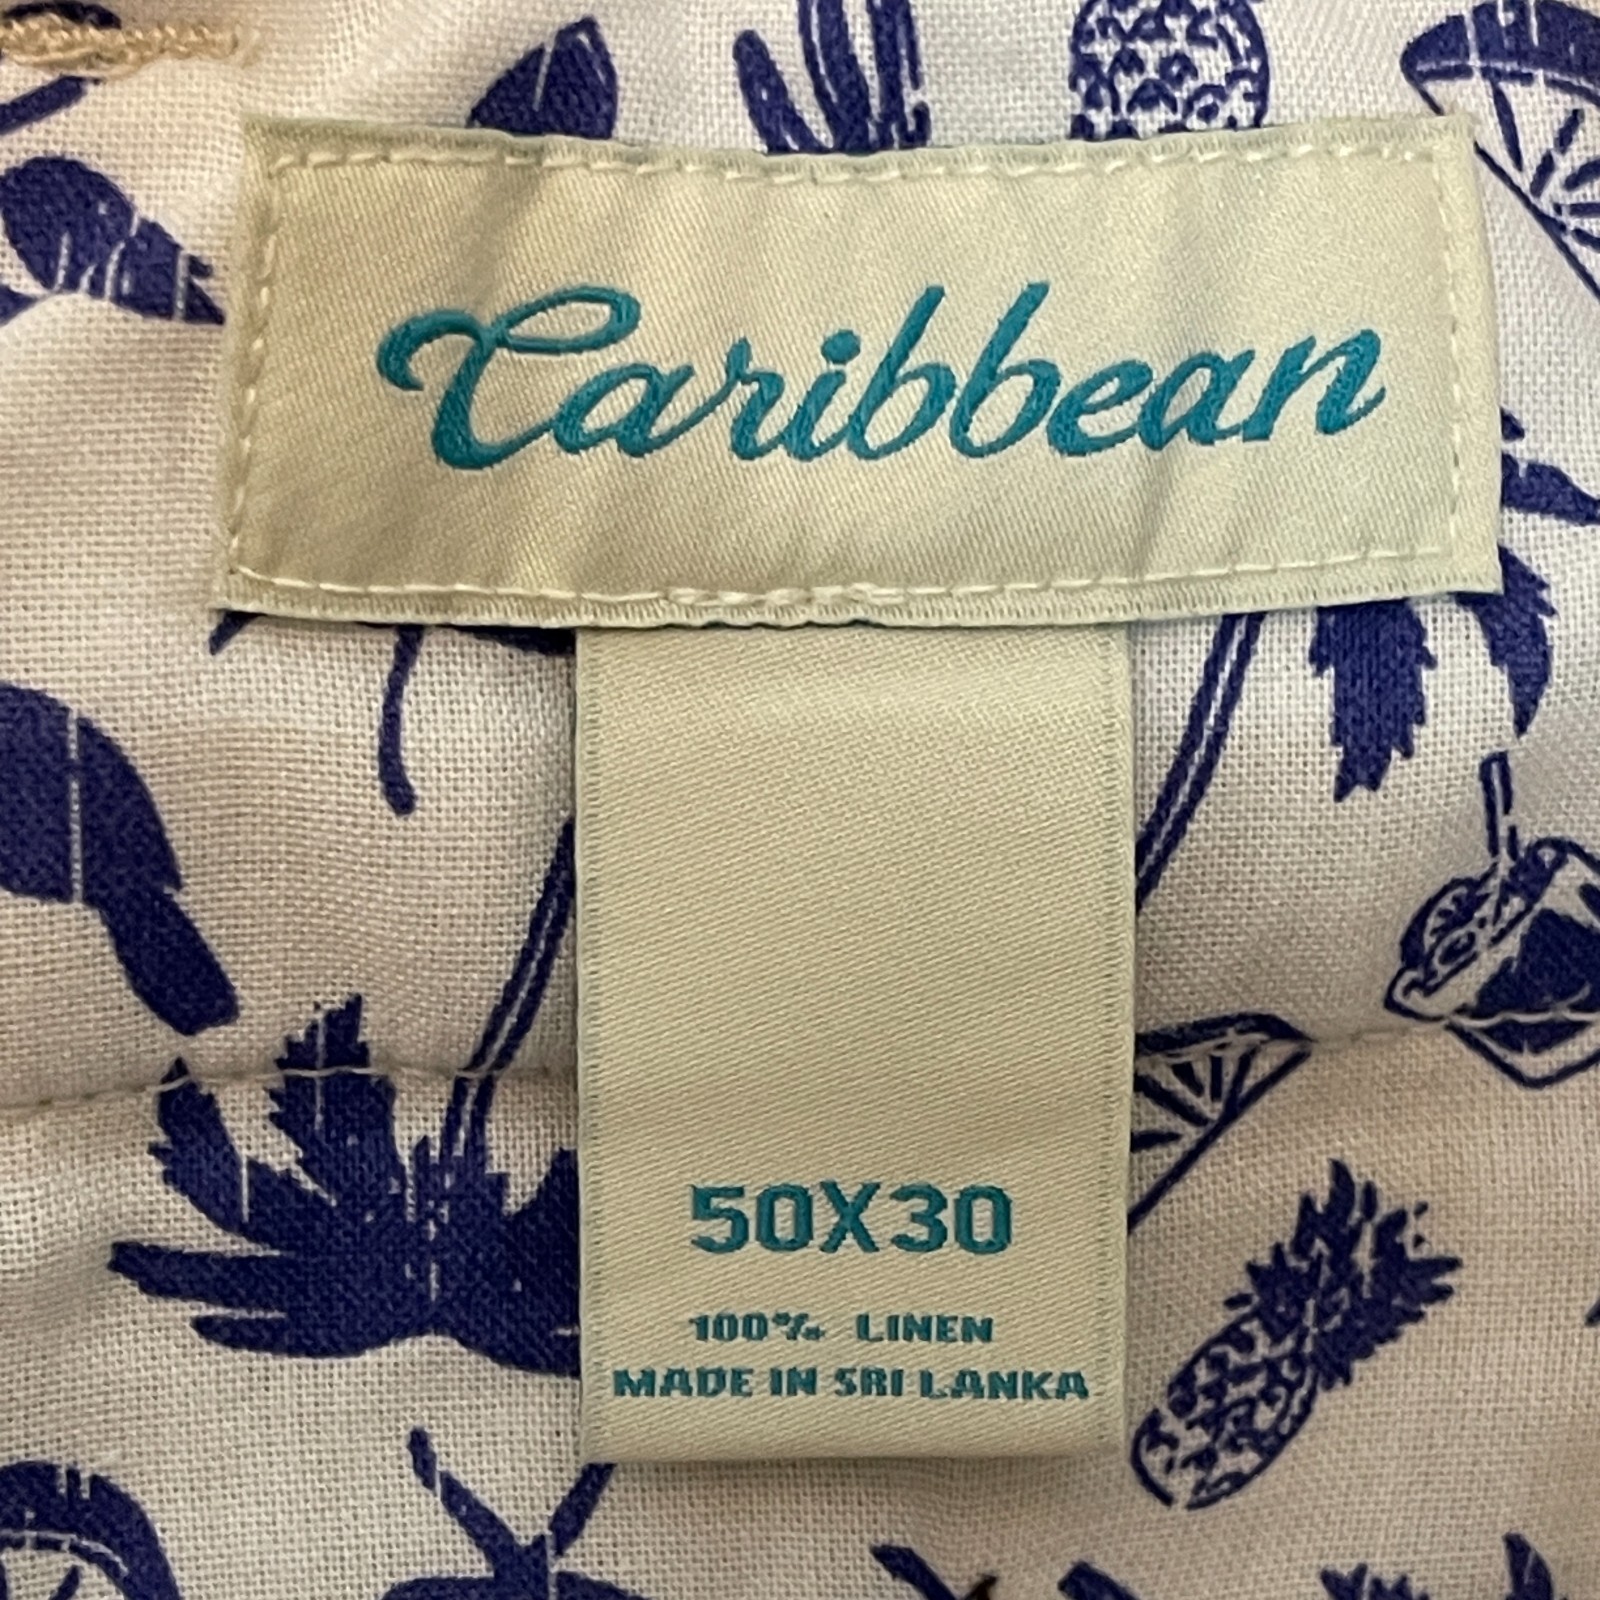 Caribbean
50X30
100% LINEN
MADE IN SRI LANKA